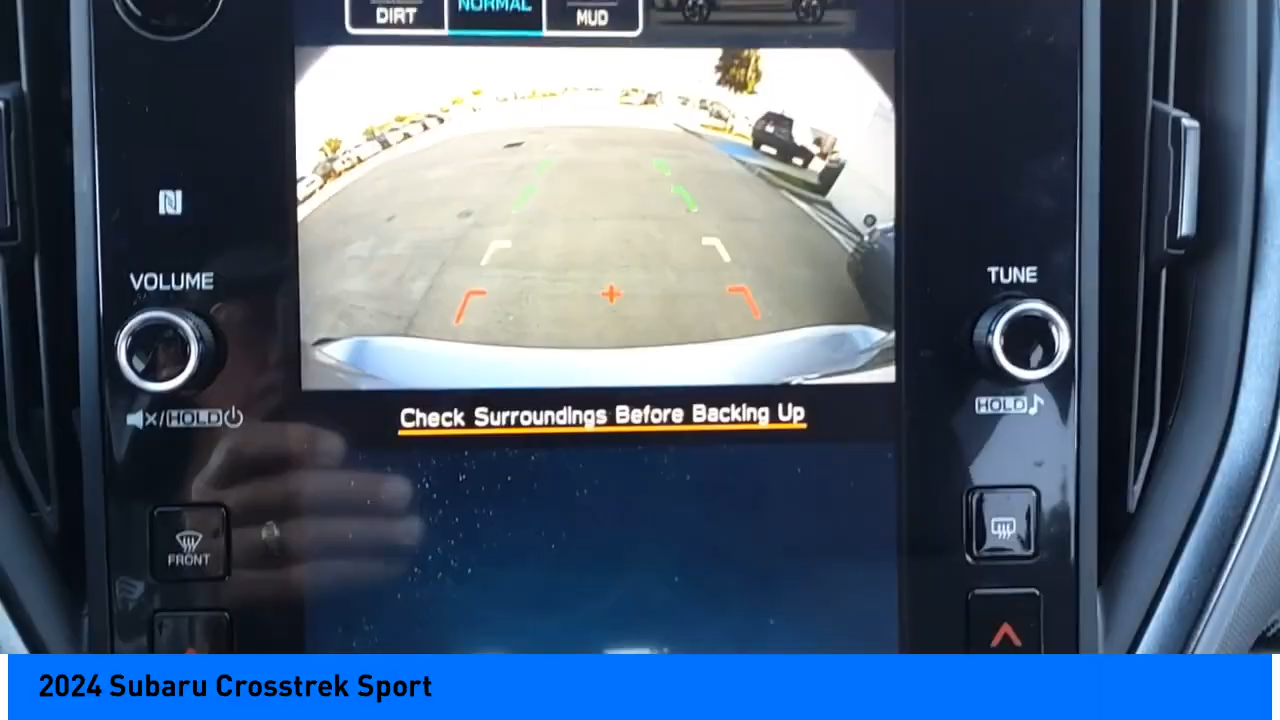 DIRT
NORMAL
MUD
VOLUME
TUNE
HOLD
HOLD
Check Surroundings Before Backing Up
FRONT
2024 Subaru Crosstrek Sport